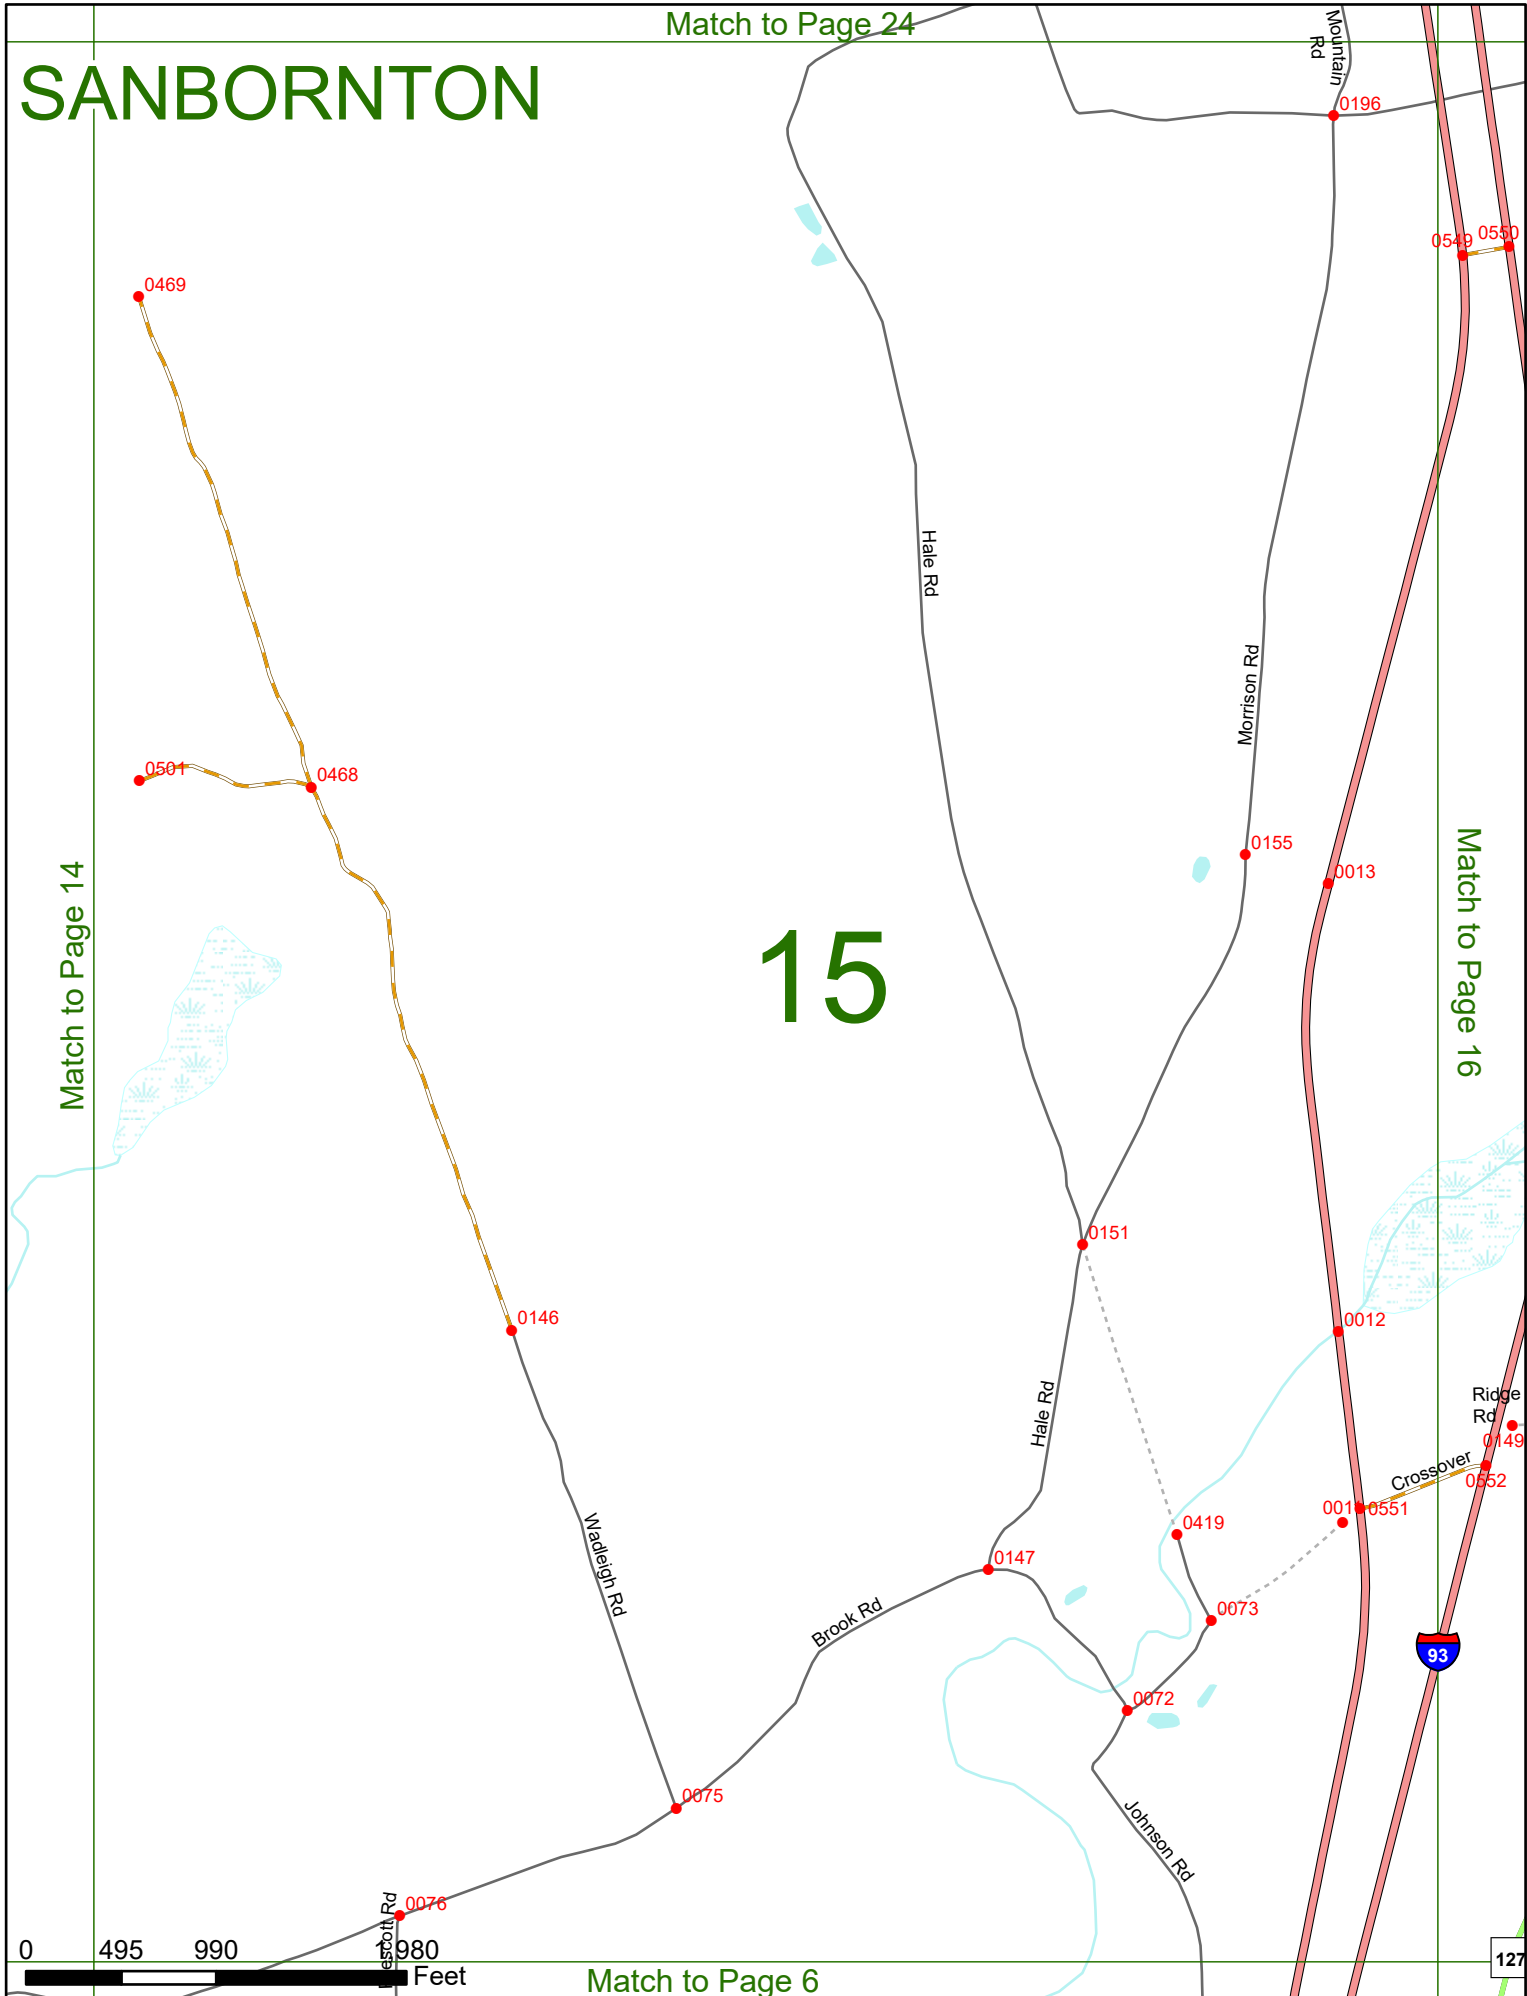 Match to Page 24
SANBORNTON
Mountain
Rd
0196
0549
0550
0469
Hale Rd
Morrison Rd
0501
0468
0155
0013
Match to Page 14
15
Match to Page 16
0151
0146
0012
Hale Rd
Ridge
Rd
0149
Crossover
0552
0551
0419
Wadleigh Rd
0147
Brook Rd
0073
93
0072
0075
Johnson Rd
0076
0
495
990
1,980
Feet
127
Match to Page 6